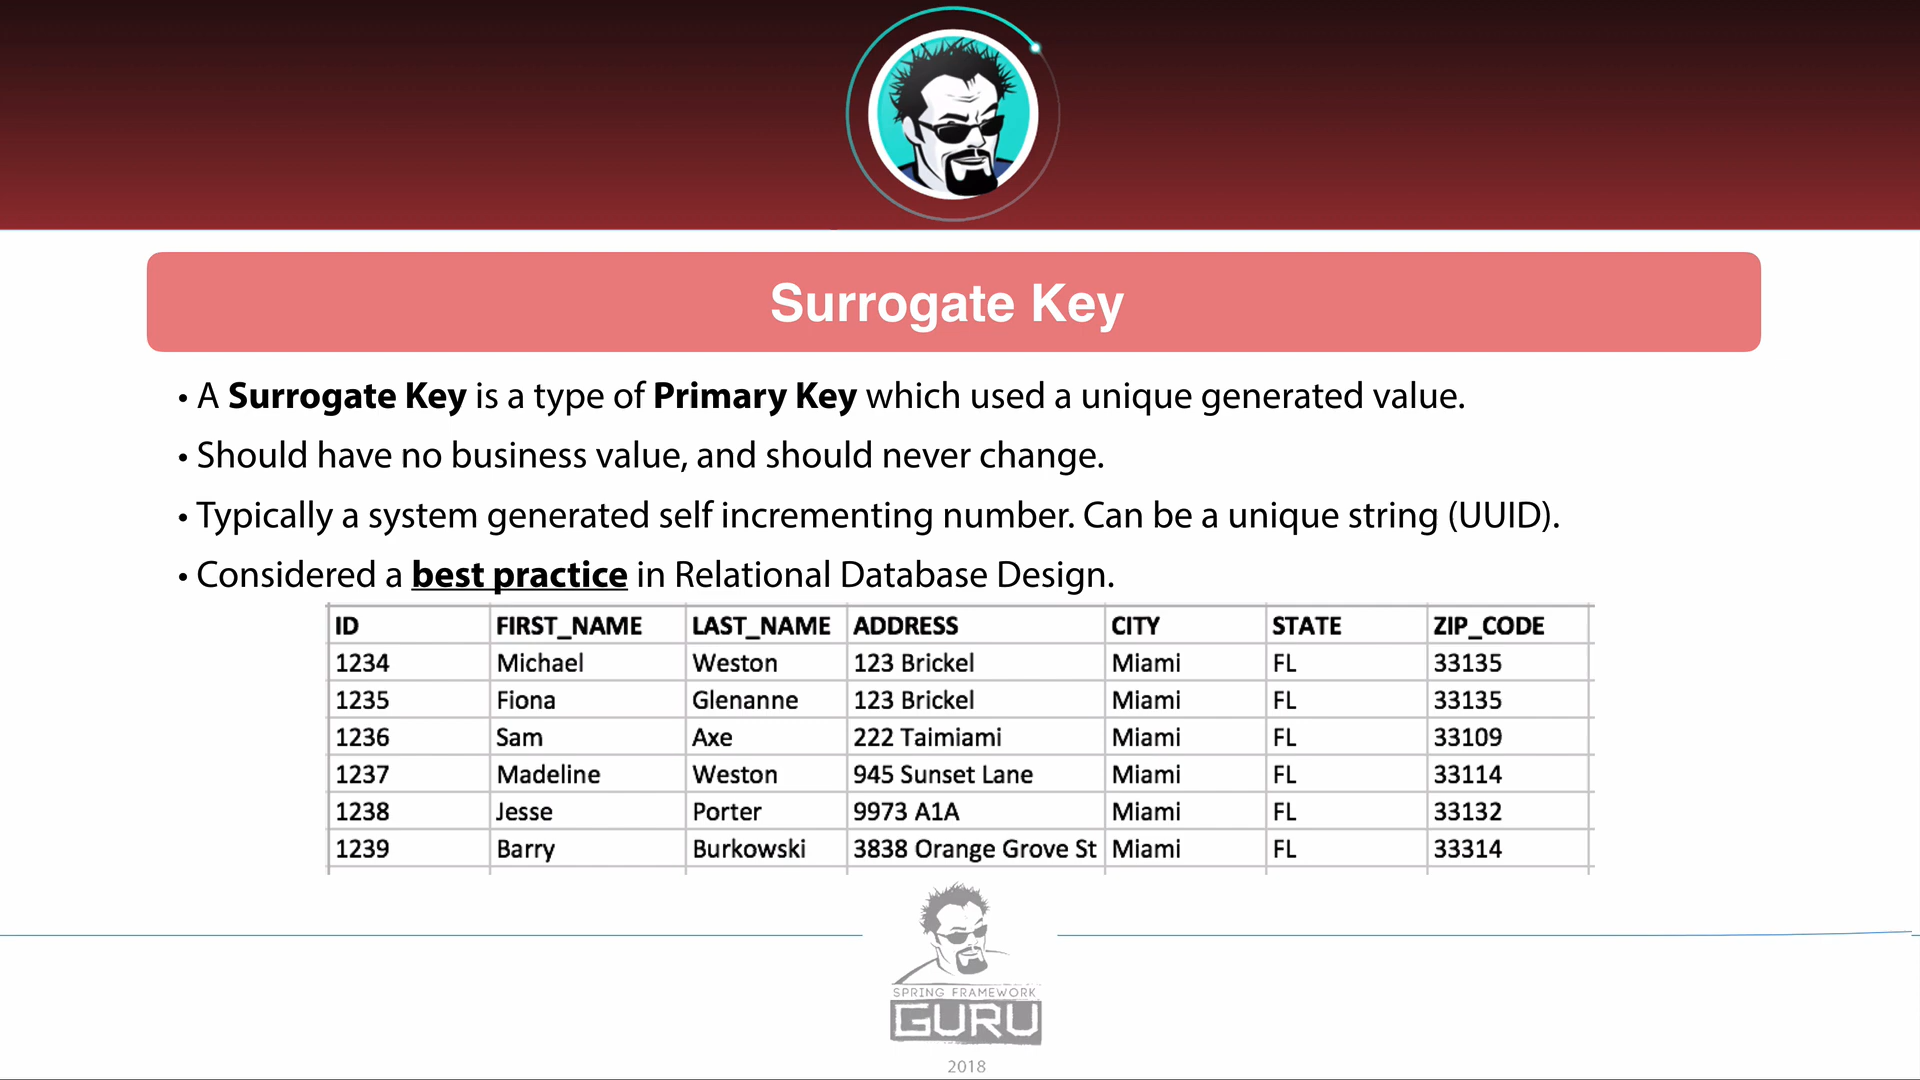 Surrogate Key
• A Surrogate Key is a type of Primary Key which used a unique generated value.
• Should have no business value, and should never change.
• Typically a system generated self incrementing number. Can be a unique string (UUID).
• Considered a best practice in Relational Database Design.
ID FIRST_NAME LAST_NAME ADDRESS CITY STATE ZIP_CODE
1234 Michael Weston 123 Brickel Miami FL 33135
1235 Fiona Glenanne 123 Brickel Miami FL 33135
1236 Sam Axe 222 Taimiami Miami FL 33109
1237 Madeline Weston 945 Sunset Lane Miami FL 33114
1238 Jesse Porter 9973 A1A Miami FL 33132
1239 Barry Burkowski 3838 Orange Grove St Miami FL 33314
SPRING FRAMEWORK
GURU
2018